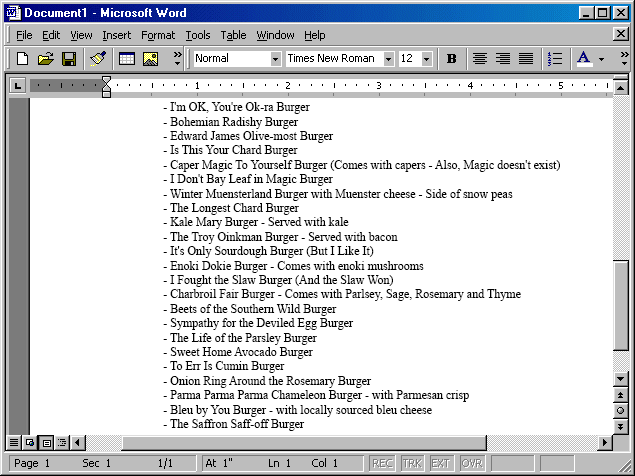 Document1 - Microsoft Word
File Edit View Insert Format Tools Table Window Help
Normal Times New Roman 12 B A
1 2 3 4 5
- I'm OK, You're Ok-ra Burger
- Bohemian Radishy Burger
- Edward James Olive-most Burger
- Is This Your Chard Burger
- Caper Magic To Yourself Burger (Comes with capers - Also, Magic doesn't exist)
- I Don't Bay Leaf in Magic Burger
- Winter Muensterland Burger with Muenster cheese - Side of snow peas
- The Longest Chard Burger
- Kale Mary Burger - Served with kale
- The Troy Oinkman Burger - Served with bacon
- It's Only Sourdough Burger (But I Like It)
- Enoki Dokie Burger - Comes with enoki mushrooms
- I Fought the Slaw Burger (And the Slaw Won)
- Charbroil Fair Burger - Comes with Parlsey, Sage, Rosemary and Thyme
- Beets of the Southern Wild Burger
- Sympathy for the Deviled Egg Burger
- The Life of the Parsley Burger
- Sweet Home Avocado Burger
- To Err Is Cumin Burger
- Onion Ring Around the Rosemary Burger
- Parma Parma Parma Chameleon Burger - with Parmesan crisp
- Bleu by You Burger - with locally sourced bleu cheese
- The Saffron Saff-off Burger
Page 1 Sec 1 1/1 At 1" Ln 1 Col 1 REC TRK EXT OVR